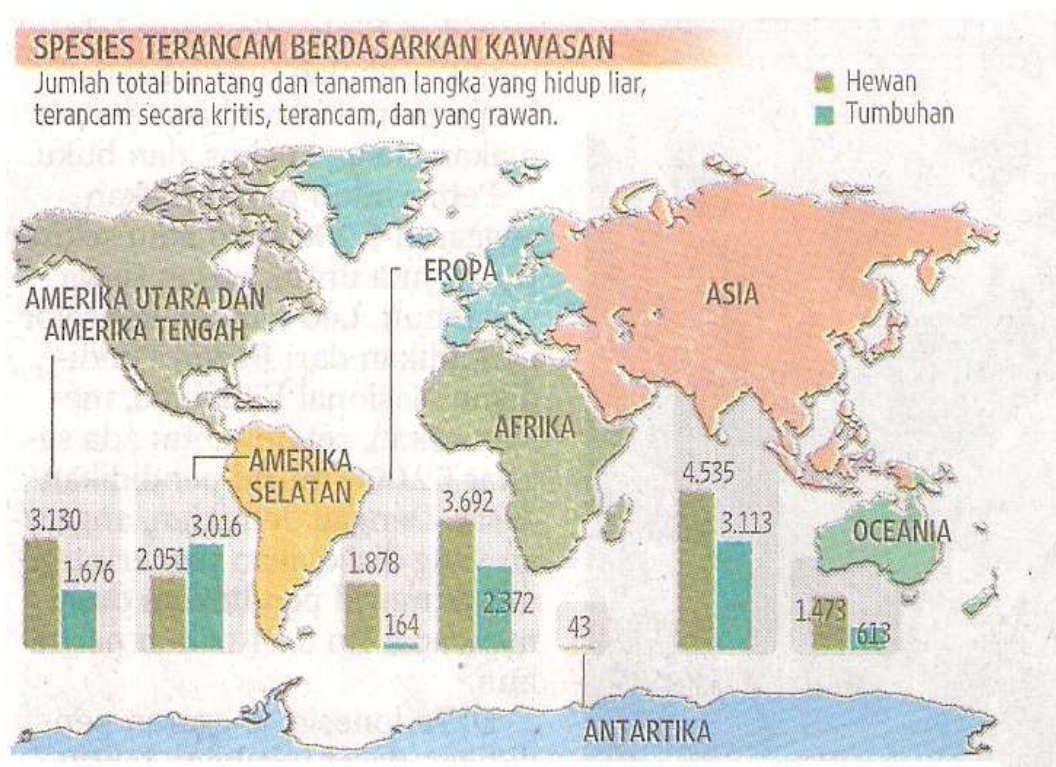 SPESIES TERANCAM BERDASARKAN KAWASAN
Jumlah total binatang dan tanaman langka yang hidup liar,
terancam secara kritis, terancam, dan yang rawan.
Hewan
Tumbuhan
EROPA
ASIA
AMERIKA UTARA DAN
AMERIKA TENGAH
AFRIKA
AMERIKA
SELATAN
OCEANIA
3.130
1.676
2.051
3.016
1.878
164
3.692
2.372
43
4.535
3.113
1.473
613
ANTARTIKA